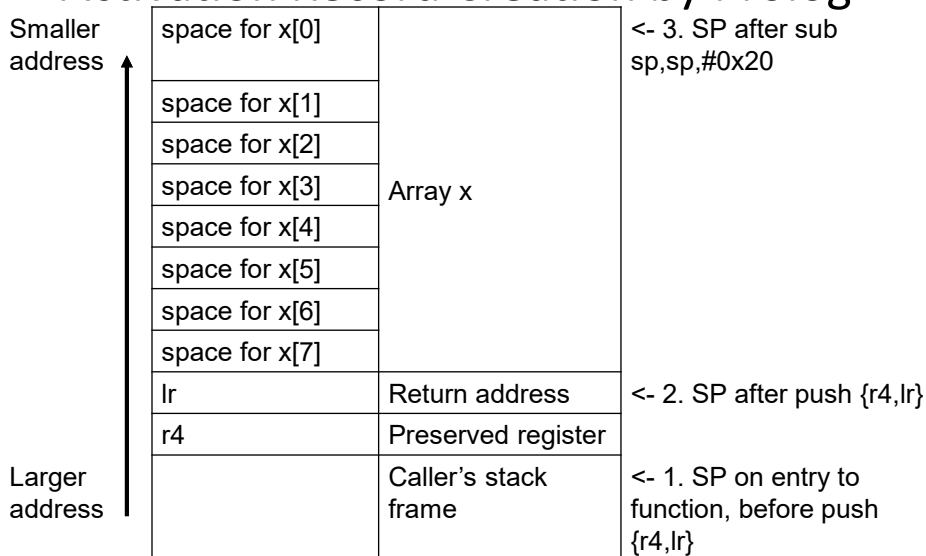 Smaller
address
space for x[0]
<- 3. SP after sub
sp,sp,#0x20
space for x[1]
space for x[2]
space for x[3]
Array x
space for x[4]
space for x[5]
space for x[6]
space for x[7]
lr
Return address
<- 2. SP after push {r4,lr}
r4
Preserved register
Larger
address
Caller’s stack
frame
<- 1. SP on entry to
function, before push
{r4,lr}